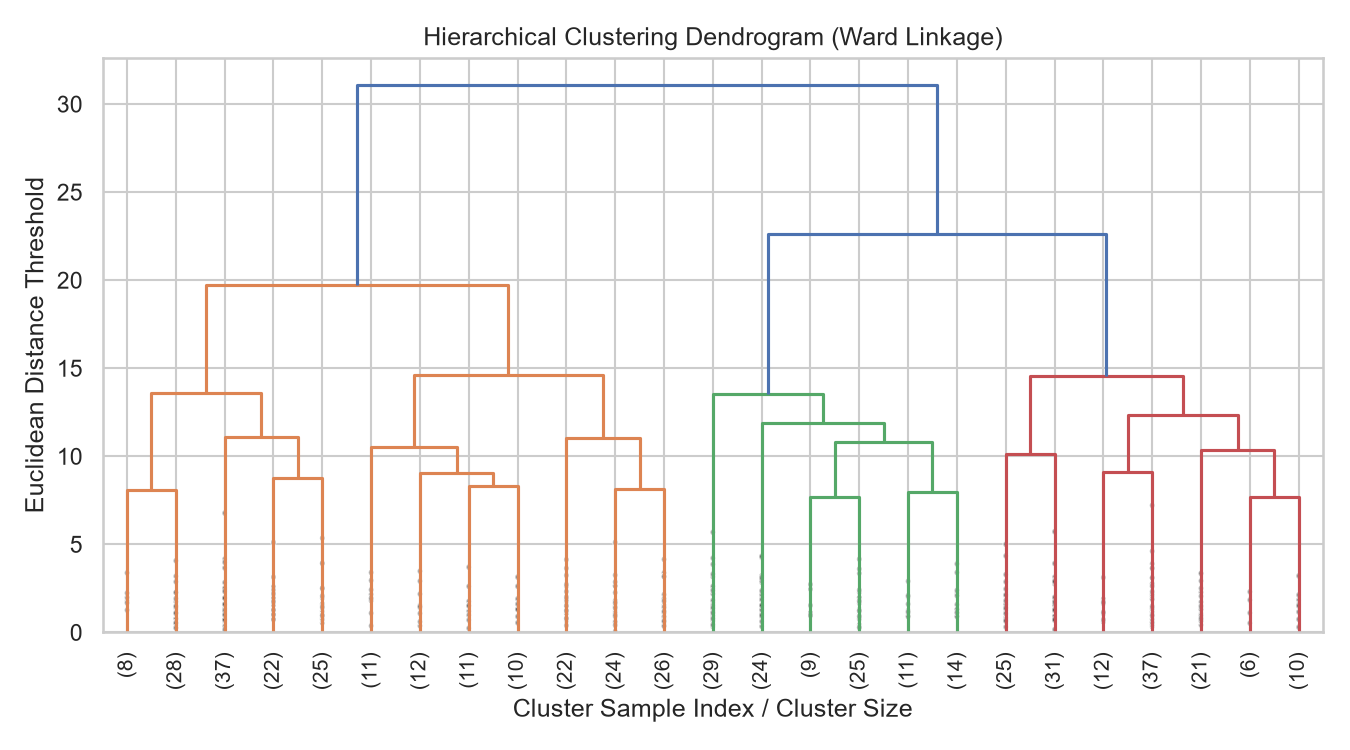 Hierarchical Clustering Dendrogram (Ward Linkage)
Euclidean Distance Threshold
30
25
20
15
10
5
0
(8) (28) (37) (22) (25) (11) (12) (11) (10) (22) (24) (26) (29) (24) (9) (25) (11) (14) (25) (31) (12) (37) (21) (6) (10)
Cluster Sample Index / Cluster Size